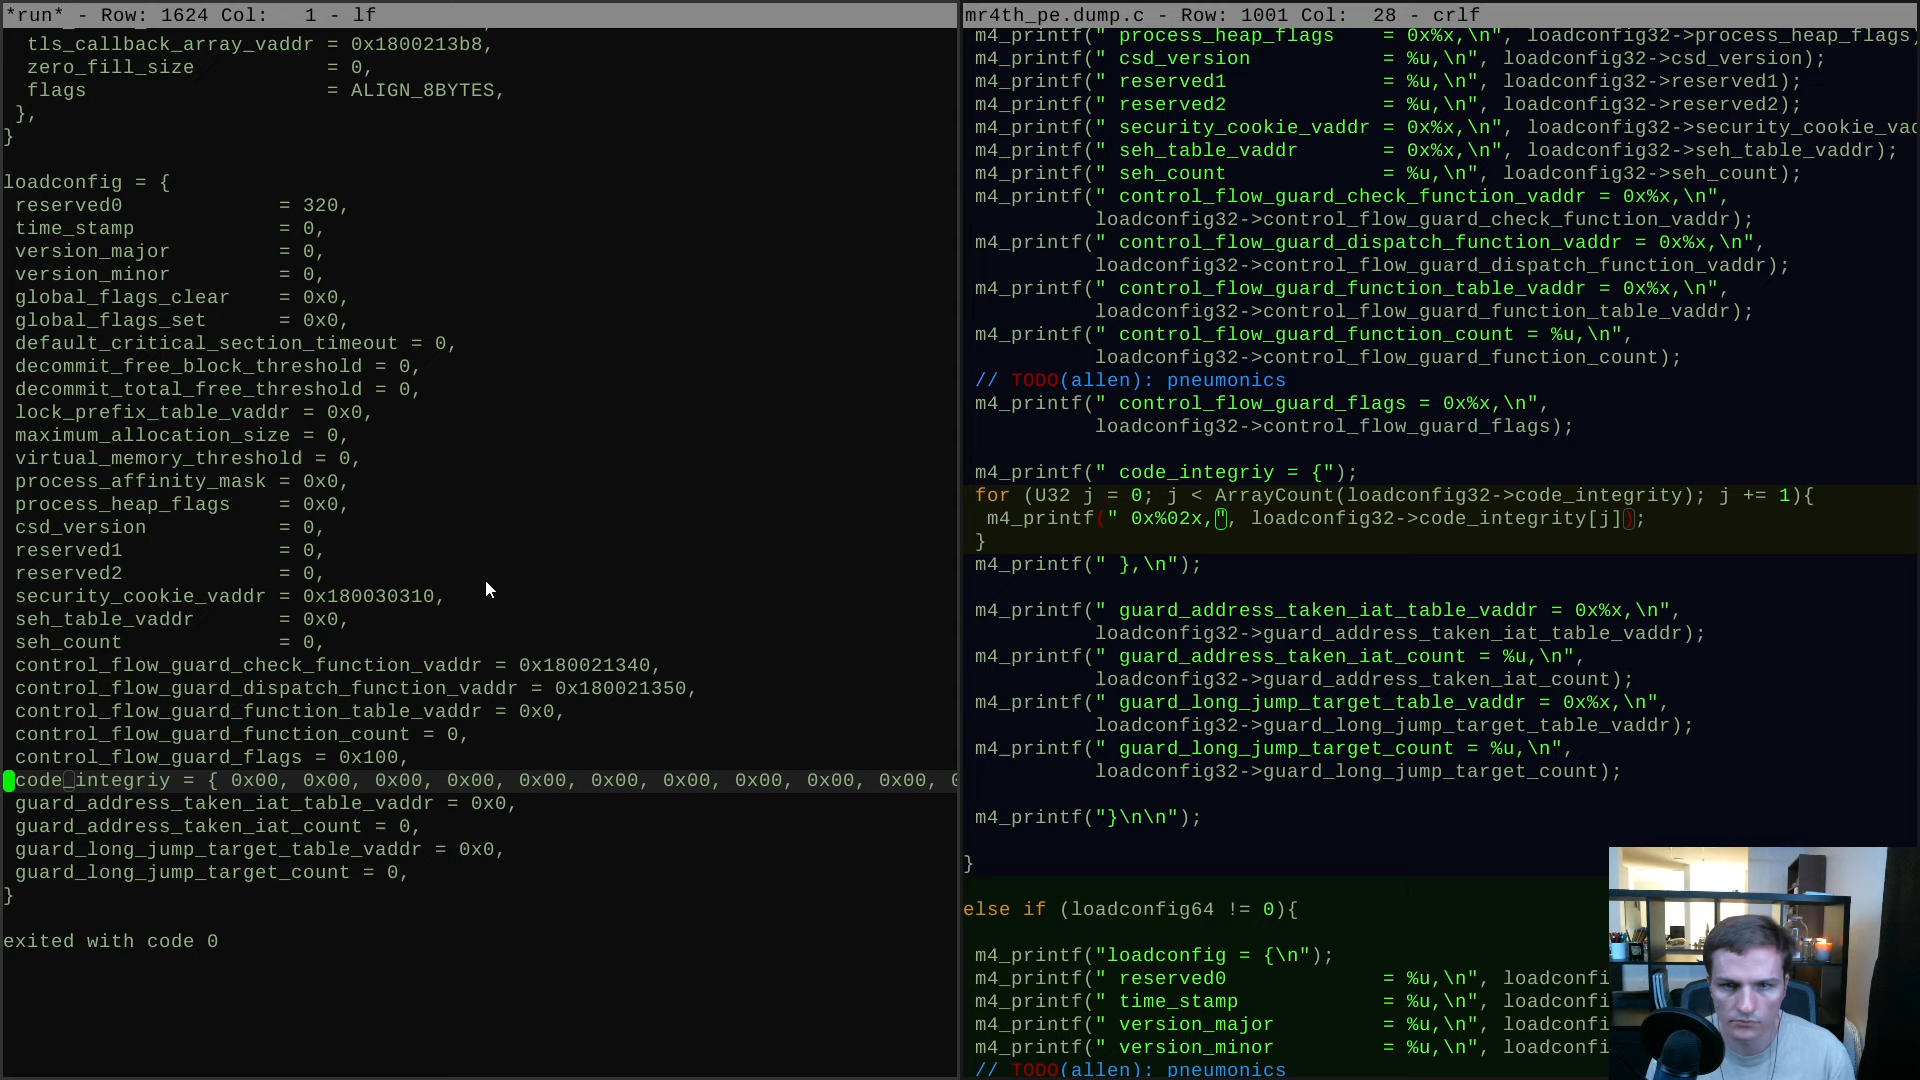 *run* - Row: 1624 Col:   1 - lf
  tls_callback_array_vaddr = 0x1800213b8,
  zero_fill_size           = 0,
  flags                    = ALIGN_8BYTES,
 },
}
loadconfig = {
 reserved0             = 320,
 time_stamp            = 0,
 version_major         = 0,
 version_minor         = 0,
 global_flags_clear    = 0x0,
 global_flags_set      = 0x0,
 default_critical_section_timeout = 0,
 decommit_free_block_threshold = 0,
 decommit_total_free_threshold = 0,
 lock_prefix_table_vaddr = 0x0,
 maximum_allocation_size = 0,
 virtual_memory_threshold = 0,
 process_affinity_mask = 0x0,
 process_heap_flags    = 0x0,
 csd_version           = 0,
 reserved1             = 0,
 reserved2             = 0,
 security_cookie_vaddr = 0x180030310,
 seh_table_vaddr       = 0x0,
 seh_count             = 0,
 control_flow_guard_check_function_vaddr = 0x180021340,
 control_flow_guard_dispatch_function_vaddr = 0x180021350,
 control_flow_guard_function_table_vaddr = 0x0,
 control_flow_guard_function_count = 0,
 control_flow_guard_flags = 0x100,
 code_integriy = { 0x00, 0x00, 0x00, 0x00, 0x00, 0x00, 0x00, 0x00, 0x00, 0x00,
 guard_address_taken_iat_table_vaddr = 0x0,
 guard_address_taken_iat_count = 0,
 guard_long_jump_target_table_vaddr = 0x0,
 guard_long_jump_target_count = 0,
}
exited with code 0
mr4th_pe.dump.c - Row: 1001 Col:  28 - crlf
 m4_printf(" process_heap_flags    = 0x%x,\n", loadconfig32->process_heap_flags)
 m4_printf(" csd_version           = %u,\n", loadconfig32->csd_version);
 m4_printf(" reserved1             = %u,\n", loadconfig32->reserved1);
 m4_printf(" reserved2             = %u,\n", loadconfig32->reserved2);
 m4_printf(" security_cookie_vaddr = 0x%x,\n", loadconfig32->security_cookie_va
 m4_printf(" seh_table_vaddr       = 0x%x,\n", loadconfig32->seh_table_vaddr);
 m4_printf(" seh_count             = %u,\n", loadconfig32->seh_count);
 m4_printf(" control_flow_guard_check_function_vaddr = 0x%x,\n",
           loadconfig32->control_flow_guard_check_function_vaddr);
 m4_printf(" control_flow_guard_dispatch_function_vaddr = 0x%x,\n",
           loadconfig32->control_flow_guard_dispatch_function_vaddr);
 m4_printf(" control_flow_guard_function_table_vaddr = 0x%x,\n",
           loadconfig32->control_flow_guard_function_table_vaddr);
 m4_printf(" control_flow_guard_function_count = %u,\n",
           loadconfig32->control_flow_guard_function_count);
 // TODO(allen): pneumonics
 m4_printf(" control_flow_guard_flags = 0x%x,\n",
           loadconfig32->control_flow_guard_flags);
 m4_printf(" code_integriy = {");
 for (U32 j = 0; j < ArrayCount(loadconfig32->code_integrity); j += 1){
  m4_printf(" 0x%02x,", loadconfig32->code_integrity[j]);
 }
 m4_printf(" },\n");
 m4_printf(" guard_address_taken_iat_table_vaddr = 0x%x,\n",
           loadconfig32->guard_address_taken_iat_table_vaddr);
 m4_printf(" guard_address_taken_iat_count = %u,\n",
           loadconfig32->guard_address_taken_iat_count);
 m4_printf(" guard_long_jump_target_table_vaddr = 0x%x,\n",
           loadconfig32->guard_long_jump_target_table_vaddr);
 m4_printf(" guard_long_jump_target_count = %u,\n",
           loadconfig32->guard_long_jump_target_count);
 m4_printf("}\n\n");
}
else if (loadconfig64 != 0){
 m4_printf("loadconfig = {\n");
 m4_printf(" reserved0             = %u,\n", loadconfi
 m4_printf(" time_stamp            = %u,\n", loadconfi
 m4_printf(" version_major         = %u,\n", loadconfi
 m4_printf(" version_minor         = %u,\n", loadconfi
 // TODO(allen): pneumonics